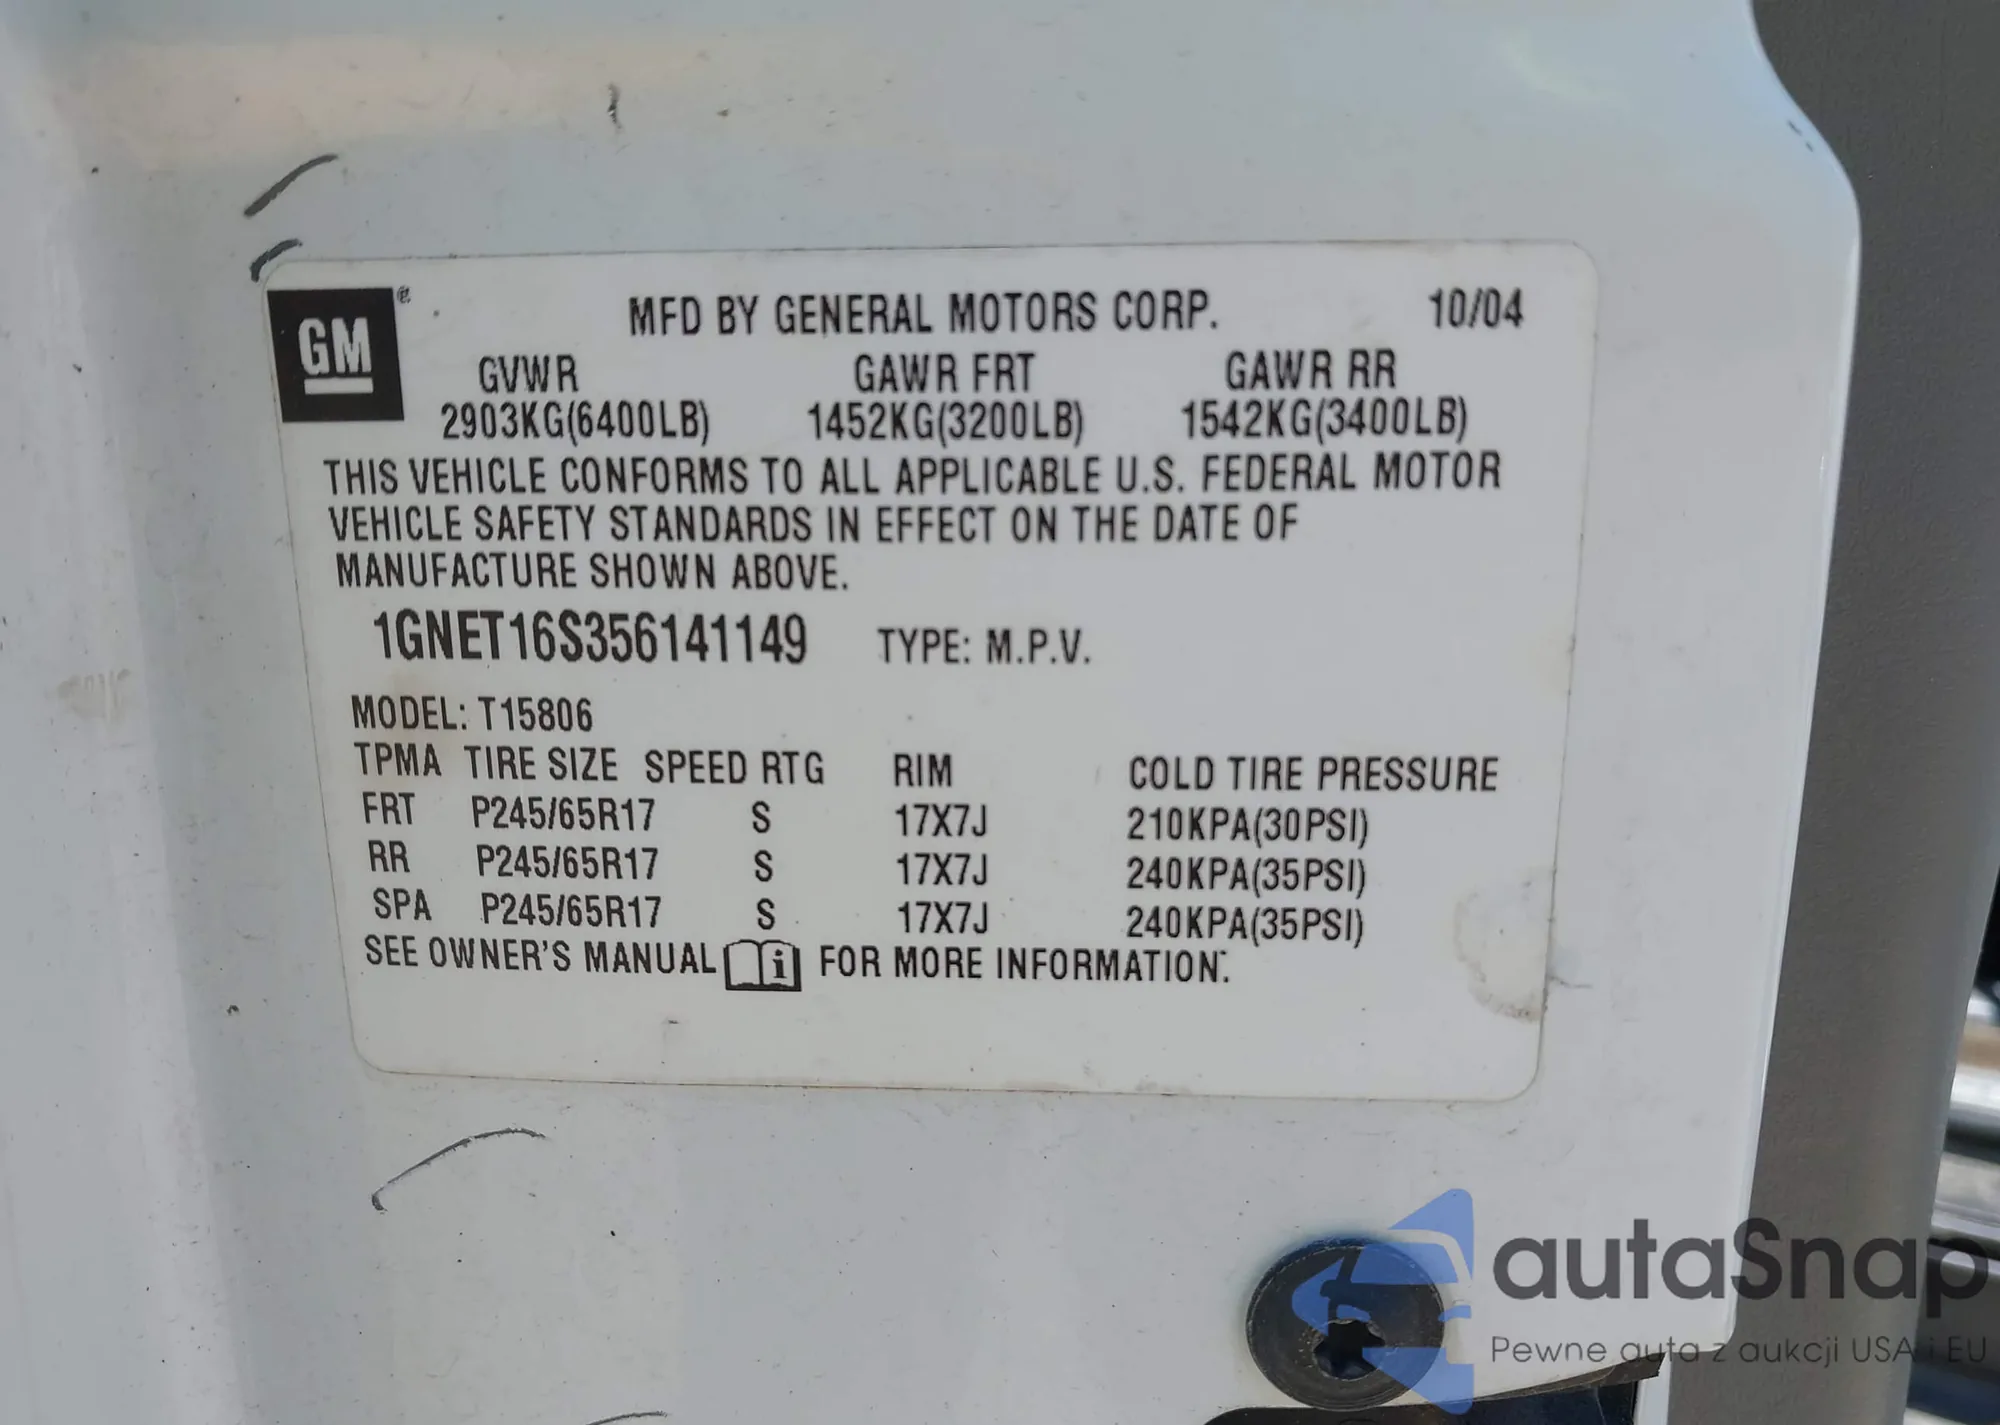 GM
MFD BY GENERAL MOTORS CORP. 10/04
GVWR GAWR FRT GAWR RR
2903KG(6400LB) 1452KG(3200LB) 1542KG(3400LB)
THIS VEHICLE CONFORMS TO ALL APPLICABLE U.S. FEDERAL MOTOR
VEHICLE SAFETY STANDARDS IN EFFECT ON THE DATE OF
MANUFACTURE SHOWN ABOVE.
1GNET16S356141149 TYPE: M.P.V.
MODEL: T15806
TPMA TIRE SIZE SPEED RTG RIM COLD TIRE PRESSURE
FRT P245/65R17 S 17X7J 210KPA(30PSI)
RR P245/65R17 S 17X7J 240KPA(35PSI)
SPA P245/65R17 S 17X7J 240KPA(35PSI)
SEE OWNER'S MANUAL i FOR MORE INFORMATION.
autaSnap
Pewne auta z aukcji USA i EU